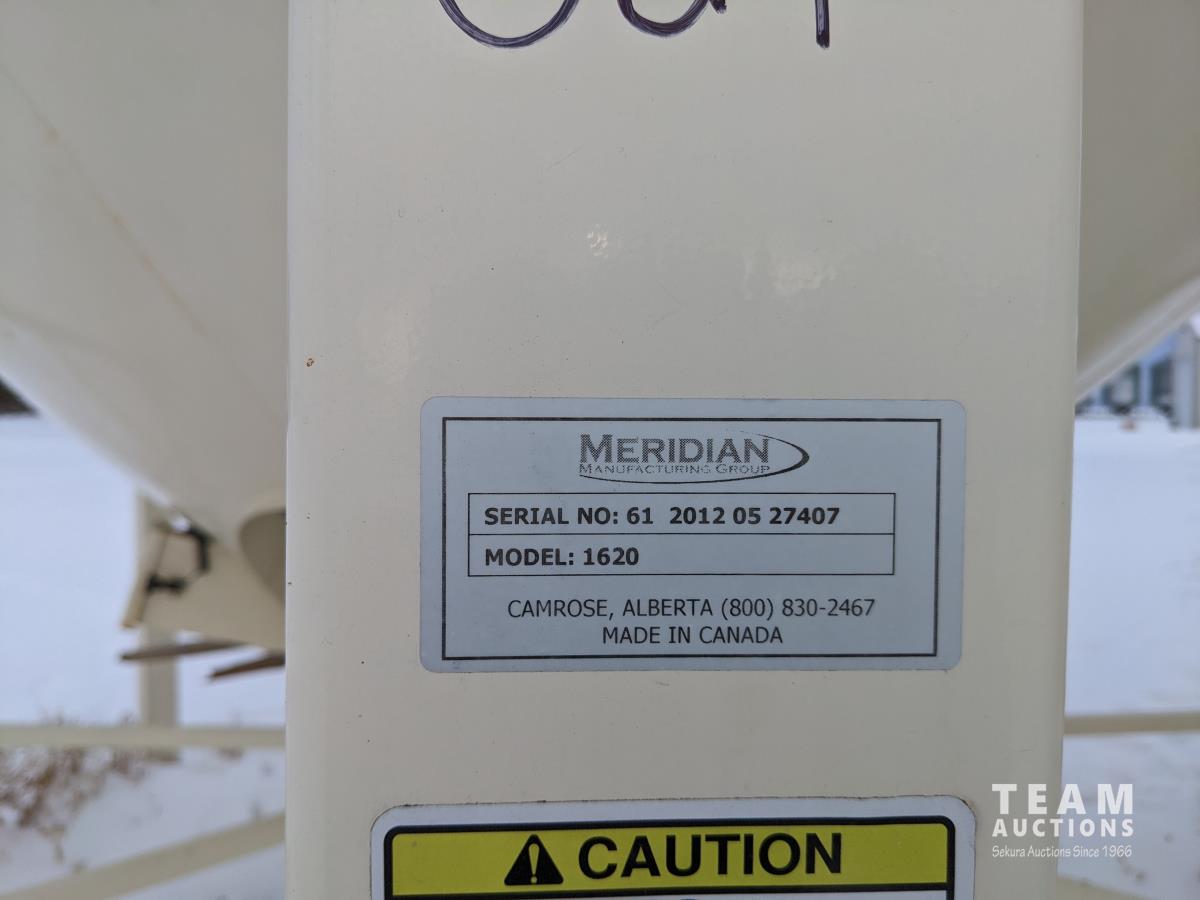 MERIDIAN
MANUFACTURING GROUP
SERIAL NO: 61 2012 05 27407
MODEL: 1620
CAMROSE, ALBERTA (800) 830-2467
MADE IN CANADA
CAUTION
TEAM
AUCTIONS
Sekura Auctions Since 1966